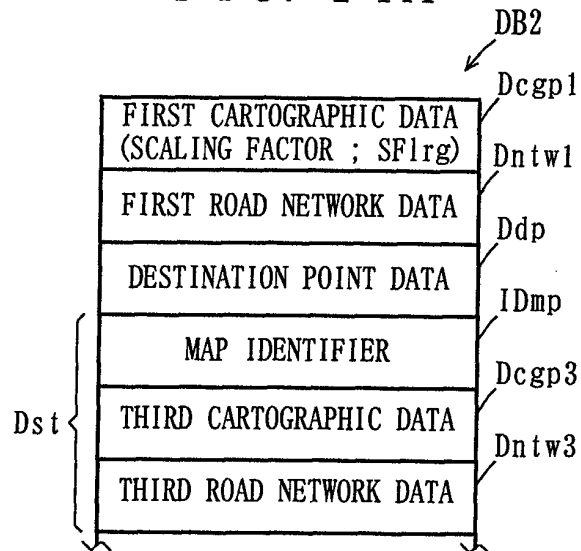 DB2
Dcgp1
FIRST CARTOGRAPHIC DATA
(SCALING FACTOR ; SFlrg)
Dntw1
FIRST ROAD NETWORK DATA
Ddp
DESTINATION POINT DATA
IDmp
MAP IDENTIFIER
Dcgp3
Dst
THIRD CARTOGRAPHIC DATA
Dntw3
THIRD ROAD NETWORK DATA